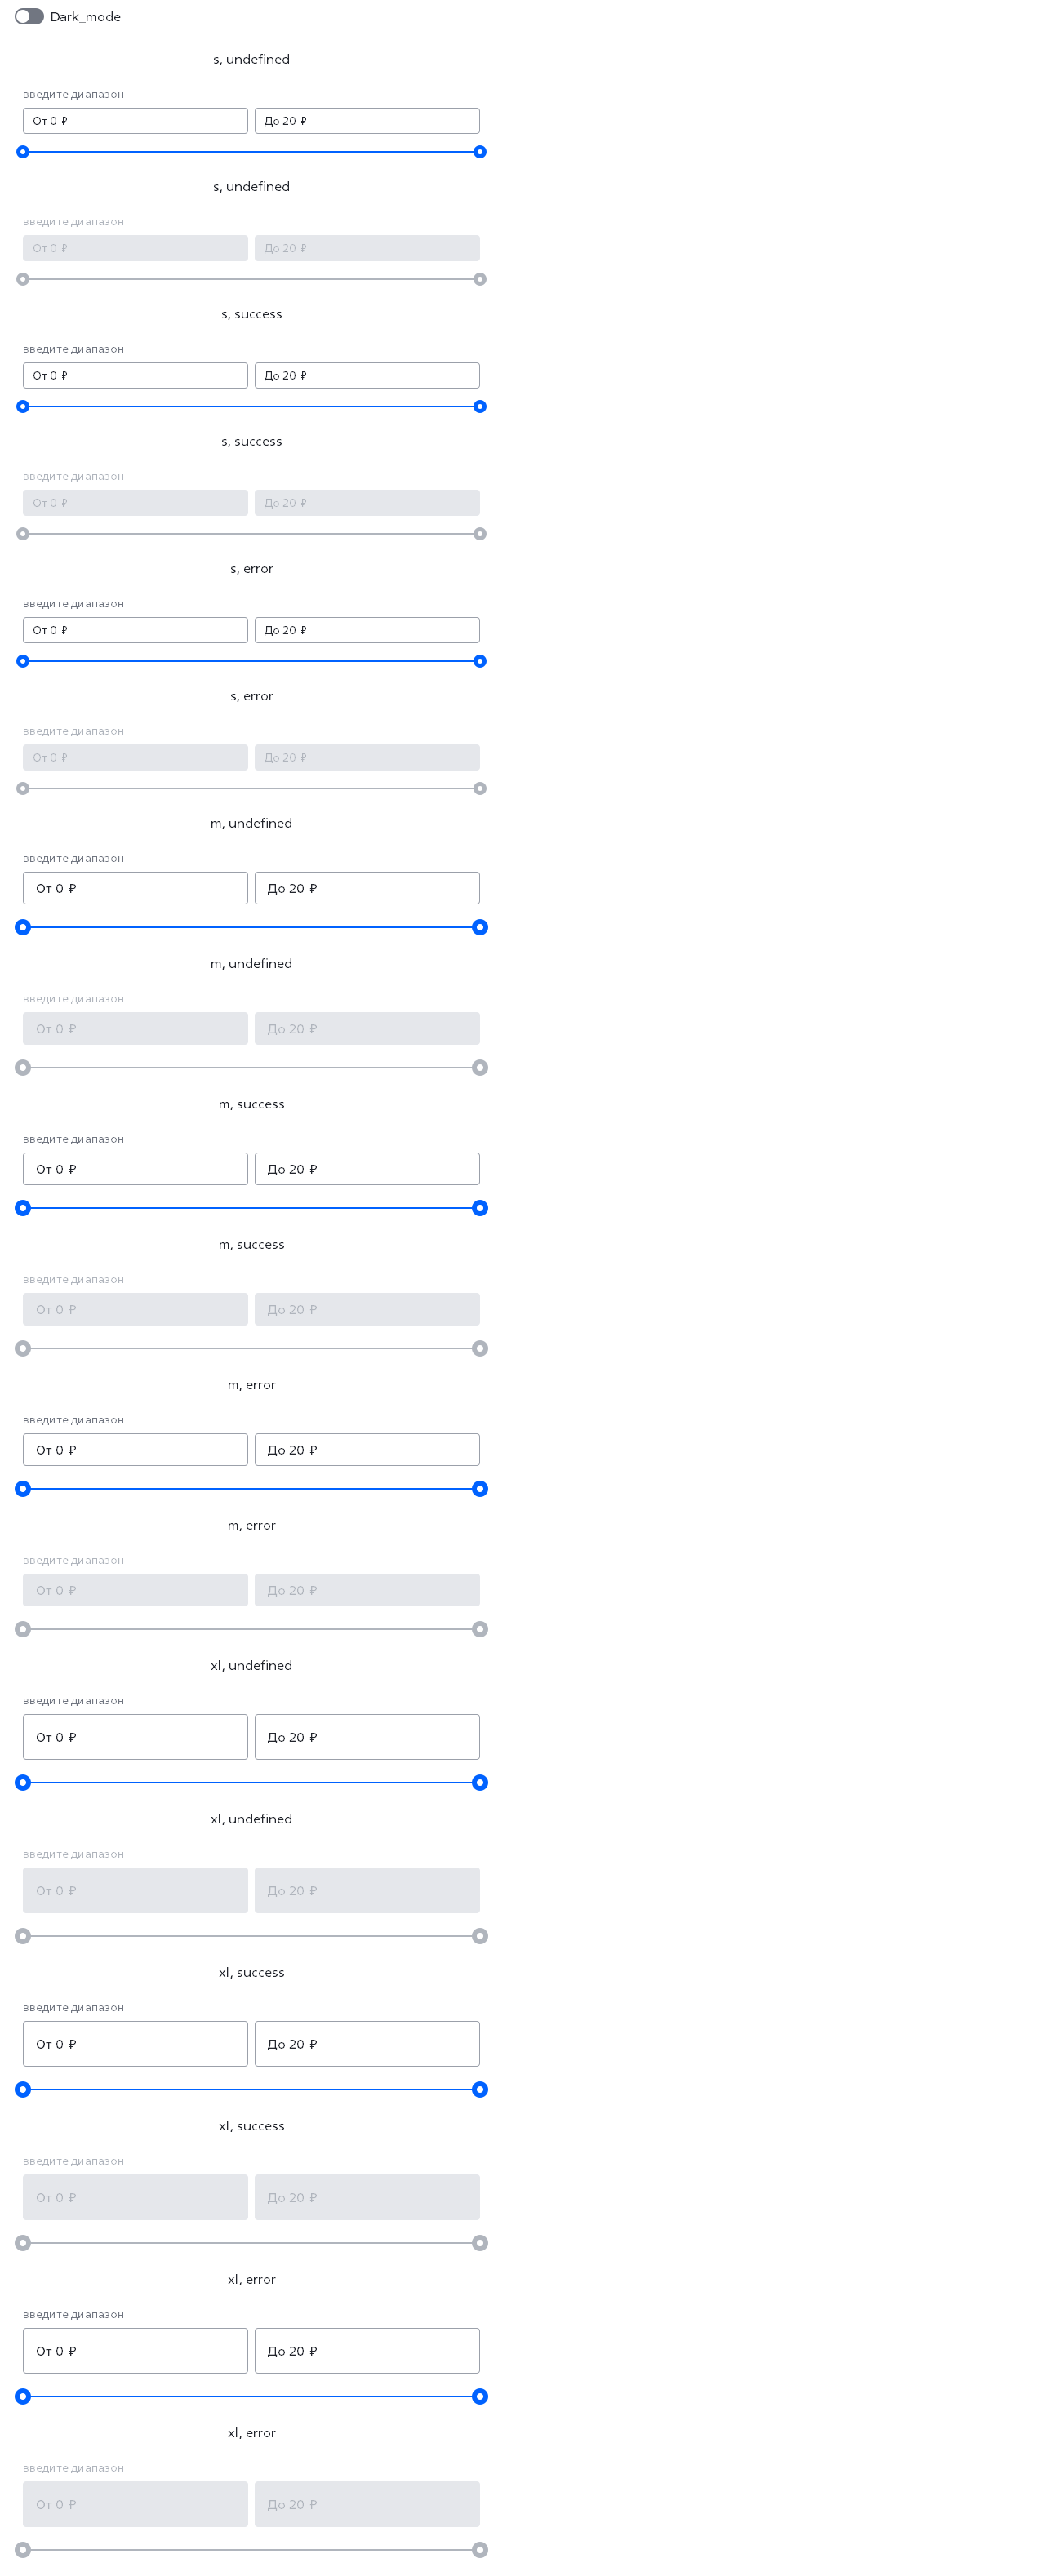 Dark_mode
s, undefined
введите диапазон
От 0 ₽ До 20 ₽
s, undefined
введите диапазон
От 0 ₽ До 20 ₽
s, success
введите диапазон
От 0 ₽ До 20 ₽
s, success
введите диапазон
От 0 ₽ До 20 ₽
s, error
введите диапазон
От 0 ₽ До 20 ₽
s, error
введите диапазон
От 0 ₽ До 20 ₽
m, undefined
введите диапазон
От 0 ₽ До 20 ₽
m, undefined
введите диапазон
От 0 ₽ До 20 ₽
m, success
введите диапазон
От 0 ₽ До 20 ₽
m, success
введите диапазон
От 0 ₽ До 20 ₽
m, error
введите диапазон
От 0 ₽ До 20 ₽
m, error
введите диапазон
От 0 ₽ До 20 ₽
xl, undefined
введите диапазон
От 0 ₽ До 20 ₽
xl, undefined
введите диапазон
От 0 ₽ До 20 ₽
xl, success
введите диапазон
От 0 ₽ До 20 ₽
xl, success
введите диапазон
От 0 ₽ До 20 ₽
xl, error
введите диапазон
От 0 ₽ До 20 ₽
xl, error
введите диапазон
От 0 ₽ До 20 ₽